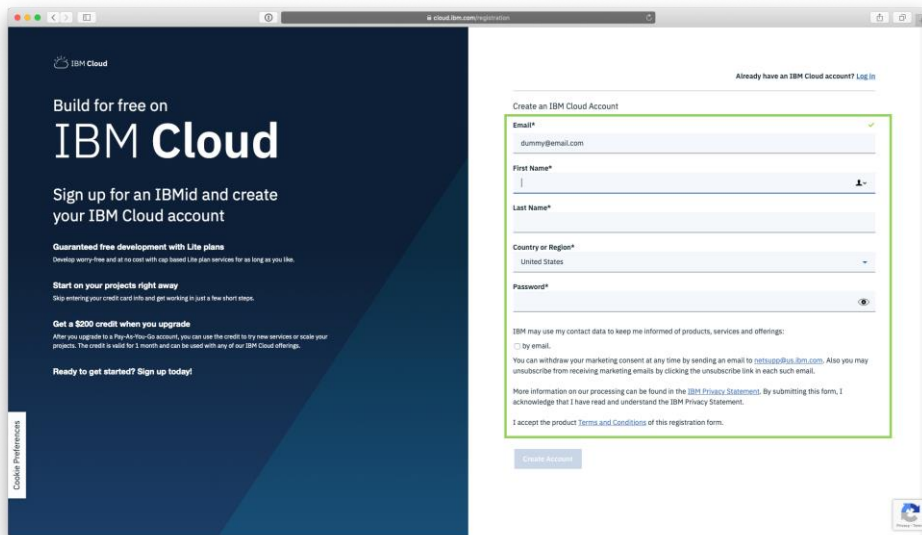 cloud.ibm.com/registration
IBM Cloud
Already have an IBM Cloud account? Log in
Build for free on
IBM Cloud
Sign up for an IBMid and create
your IBM Cloud account
Guaranteed free development with Lite plans
Develop worry-free and at no cost with cap based Lite plan services for as long as you like.
Start on your projects right away
Skip entering your credit card info and get working in just a few short steps.
Get a $200 credit when you upgrade
After you upgrade to a Pay-As-You-Go account, you can use the credit to try new services or scale your
projects. The credit is valid for 1 month and can be used with any of our IBM Cloud offerings.
Ready to get started? Sign up today!
Cookie Preferences
Create an IBM Cloud Account
Email*
dummy@email.com
First Name*
Last Name*
Country or Region*
United States
Password*
IBM may use my contact data to keep me informed of products, services and offerings:
by email.
You can withdraw your marketing consent at any time by sending an email to netsupp@us.ibm.com. Also you may
unsubscribe from receiving marketing emails by clicking the unsubscribe link in each such email.
More information on our processing can be found in the IBM Privacy Statement. By submitting this form, I
acknowledge that I have read and understand the IBM Privacy Statement.
I accept the product Terms and Conditions of this registration form.
Create Account